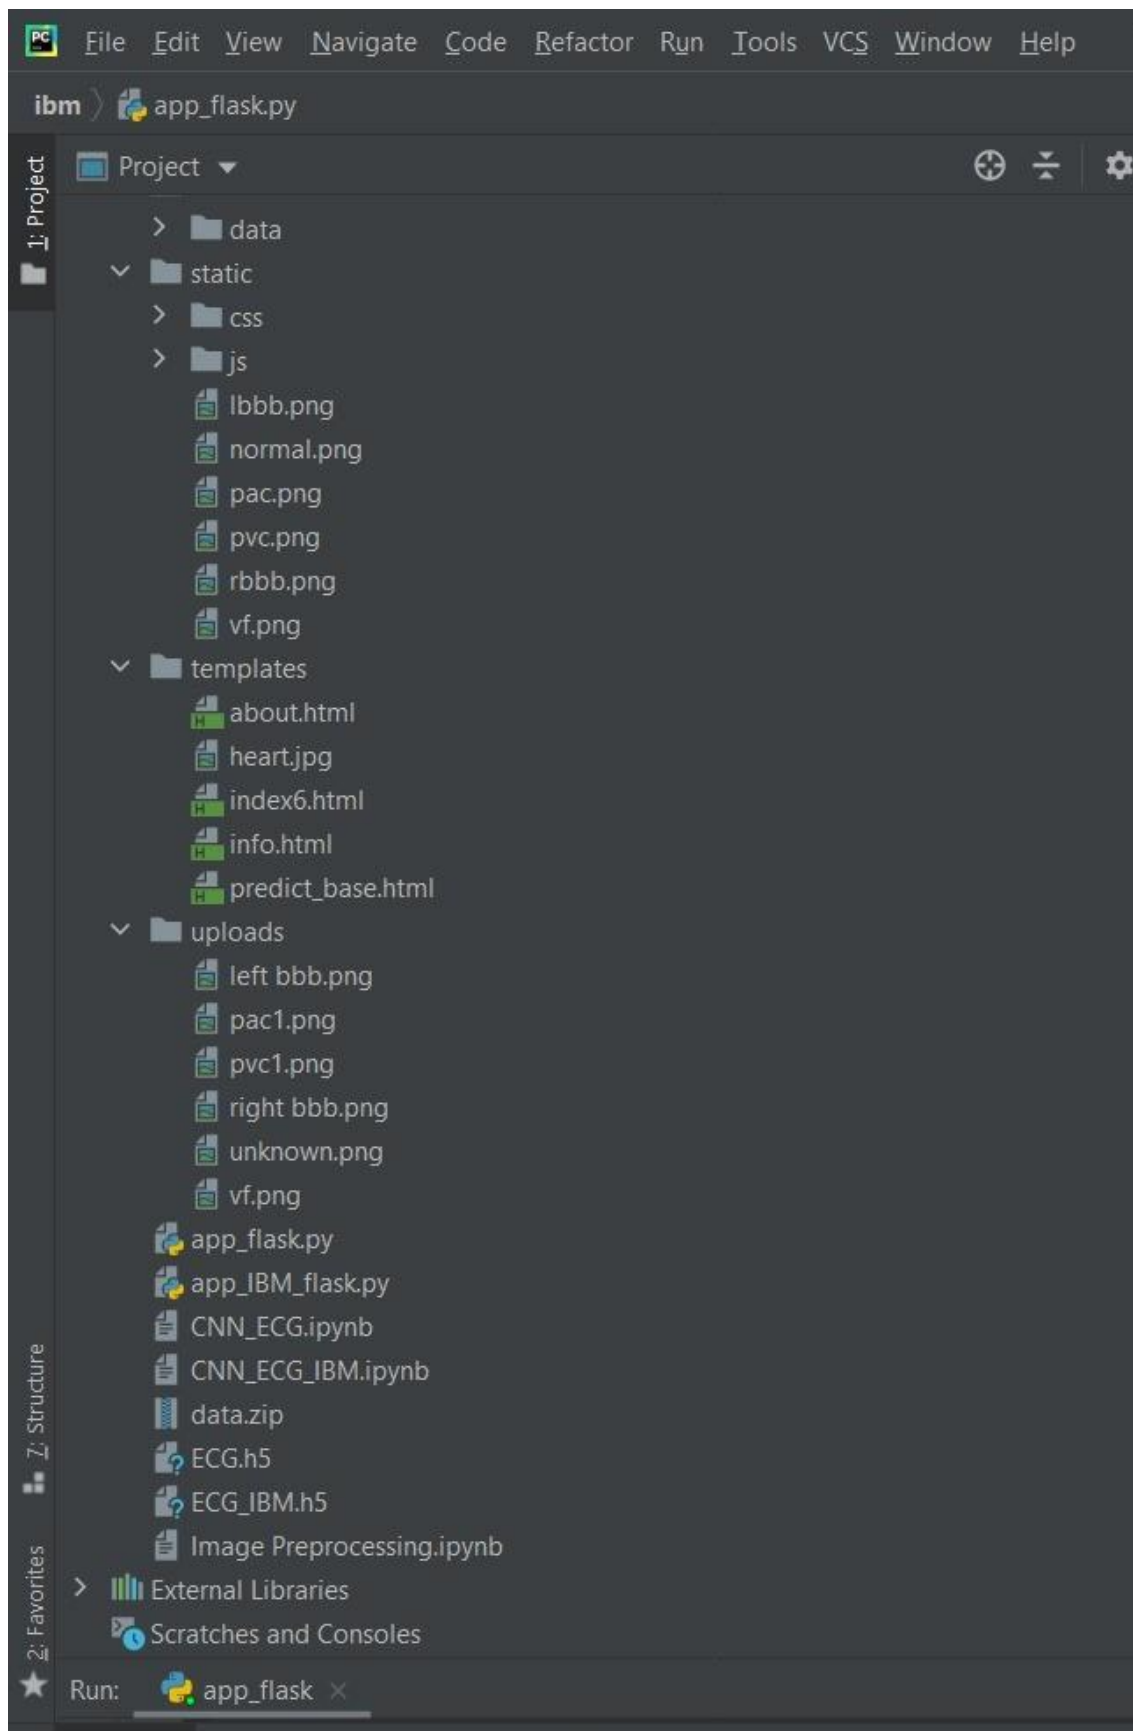 PC File Edit View Navigate Code Refactor Run Tools VCS Window Help
ibm app_flask.py
1: Project
Project
data
static
css
js
lbbb.png
normal.png
pac.png
pvc.png
rbbb.png
vf.png
templates
about.html
heart.jpg
index6.html
info.html
predict_base.html
uploads
left bbb.png
pac1.png
pvc1.png
right bbb.png
unknown.png
vf.png
app_flask.py
app_IBM_flask.py
CNN_ECG.ipynb
CNN_ECG_IBM.ipynb
data.zip
ECG.h5
ECG_IBM.h5
Image Preprocessing.ipynb
External Libraries
Scratches and Consoles
7: Structure
2: Favorites
Run: app_flask